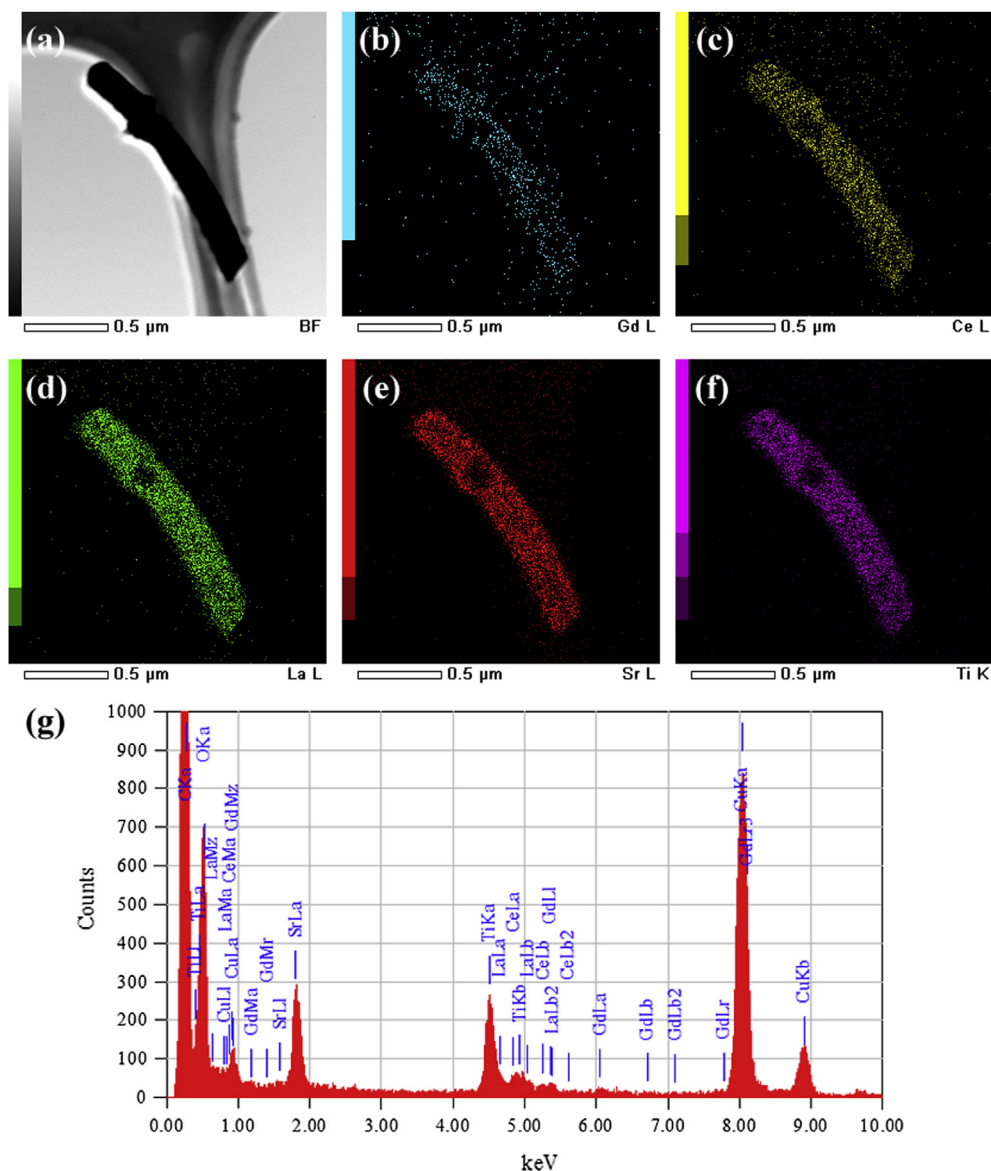 (a)
(b)
(c)
0.5 µm BF
0.5 µm Gd L
0.5 µm Ce L
(d)
(e)
(f)
0.5 µm La L
0.5 µm Sr L
0.5 µm Ti K
(g)
Counts
1000
900
800
700
600
500
400
300
200
100
0
CKa
OKa
TiLl
TiLa
LaMz
CuLl
LaMa
CuLa
CeMa
GdMz
GdMa
GdMr
SrLl
SrLa
TiKa
LaLa
CeLa
TiKb
LaLb
CeLb
LaLb2
GdLl
CeLb2
GdLa
GdLb
GdLb2
GdLr
CuKa
GdLr3
CuKb
0.00 1.00 2.00 3.00 4.00 5.00 6.00 7.00 8.00 9.00 10.00
keV